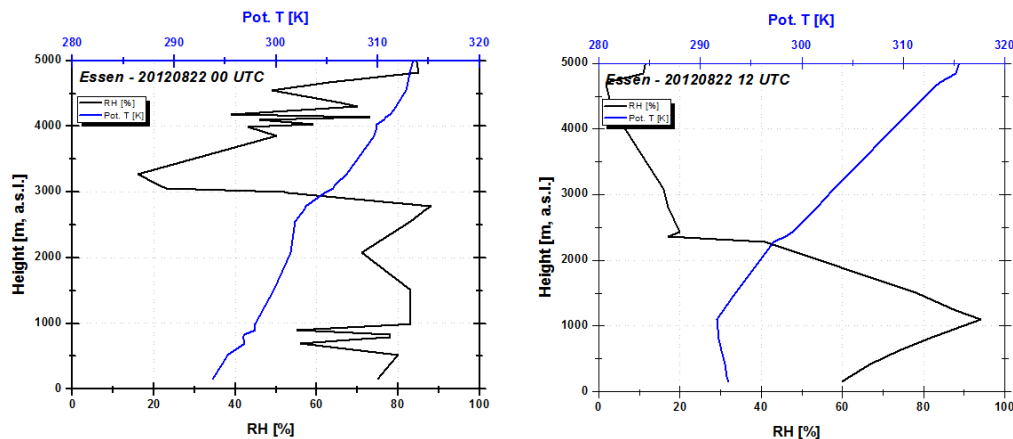 Pot. T [K]
280 290 300 310 320
5000
4000
3000
2000
1000
0
Height [m, a.s.l.]
Essen - 20120822 00 UTC
RH [%]
Pot. T [K]
0 20 40 60 80 100
RH [%]
Pot. T [K]
280 290 300 310 320
5000
4000
3000
2000
1000
0
Height [m, a.s.l.]
Essen - 20120822 12 UTC
RH [%]
Pot. T [K]
0 20 40 60 80 100
RH [%]